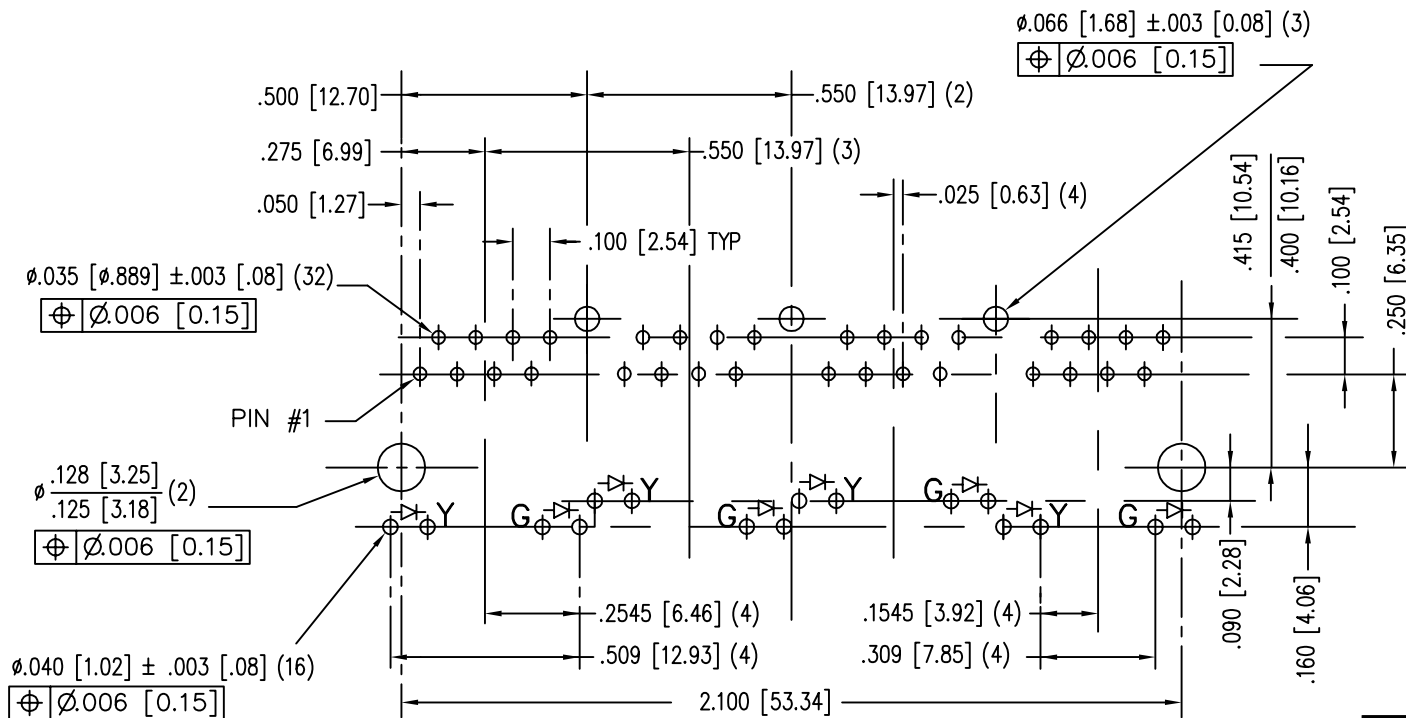 ø.066 [1.68] ±.003 [0.08] (3)
⌖ Ø.006 [0.15]
.500 [12.70]
.550 [13.97] (2)
.275 [6.99]
.550 [13.97] (3)
.050 [1.27]
.025 [0.63] (4)
.100 [2.54] TYP
.415 [10.54]
.400 [10.16]
.100 [2.54]
.250 [6.35]
ø.035 [ø.889] ±.003 [.08] (32)
⌖ Ø.006 [0.15]
PIN #1
ø .128 [3.25]
.125 [3.18] (2)
⌖ Ø.006 [0.15]
Y G Y G Y G Y G
.090 [2.28]
.160 [4.06]
.2545 [6.46] (4)
.1545 [3.92] (4)
.509 [12.93] (4)
.309 [7.85] (4)
ø.040 [1.02] ± .003 [.08] (16)
⌖ Ø.006 [0.15]
2.100 [53.34]